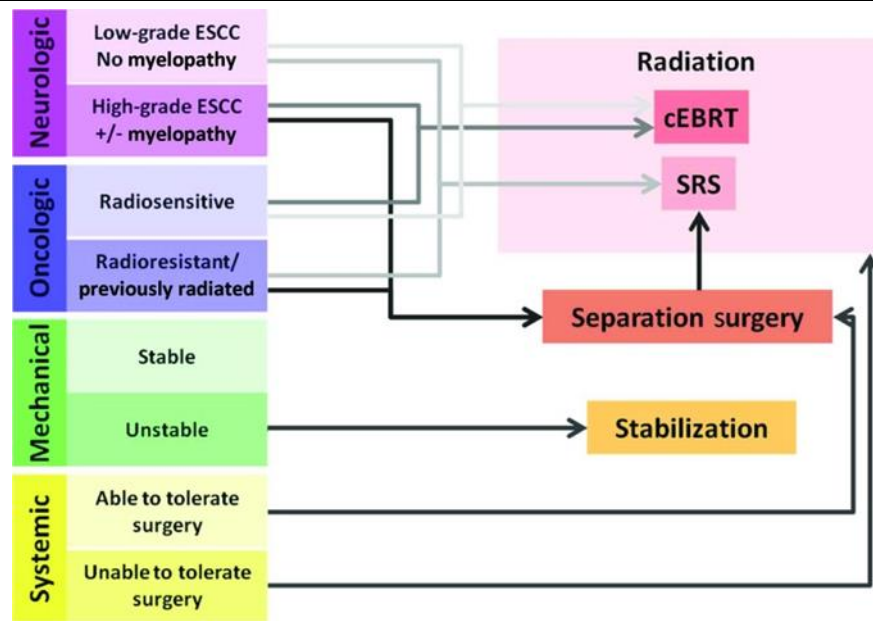 Neurologic
Low-grade ESCC
No myelopathy
High-grade ESCC
+/- myelopathy
Oncologic
Radiosensitive
Radioresistant/
previously radiated
Mechanical
Stable
Unstable
Systemic
Able to tolerate
surgery
Unable to tolerate
surgery
Radiation
cEBRT
SRS
Separation surgery
Stabilization